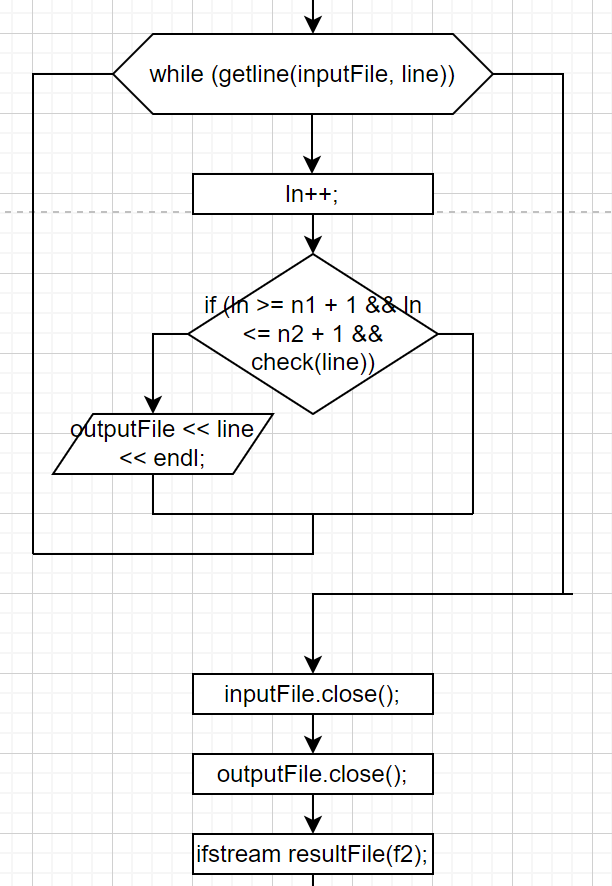 while (getline(inputFile, line))
ln++;
if (ln >= n1 + 1 && ln
<= n2 + 1 &&
check(line))
outputFile << line
<< endl;
inputFile.close();
outputFile.close();
ifstream resultFile(f2);